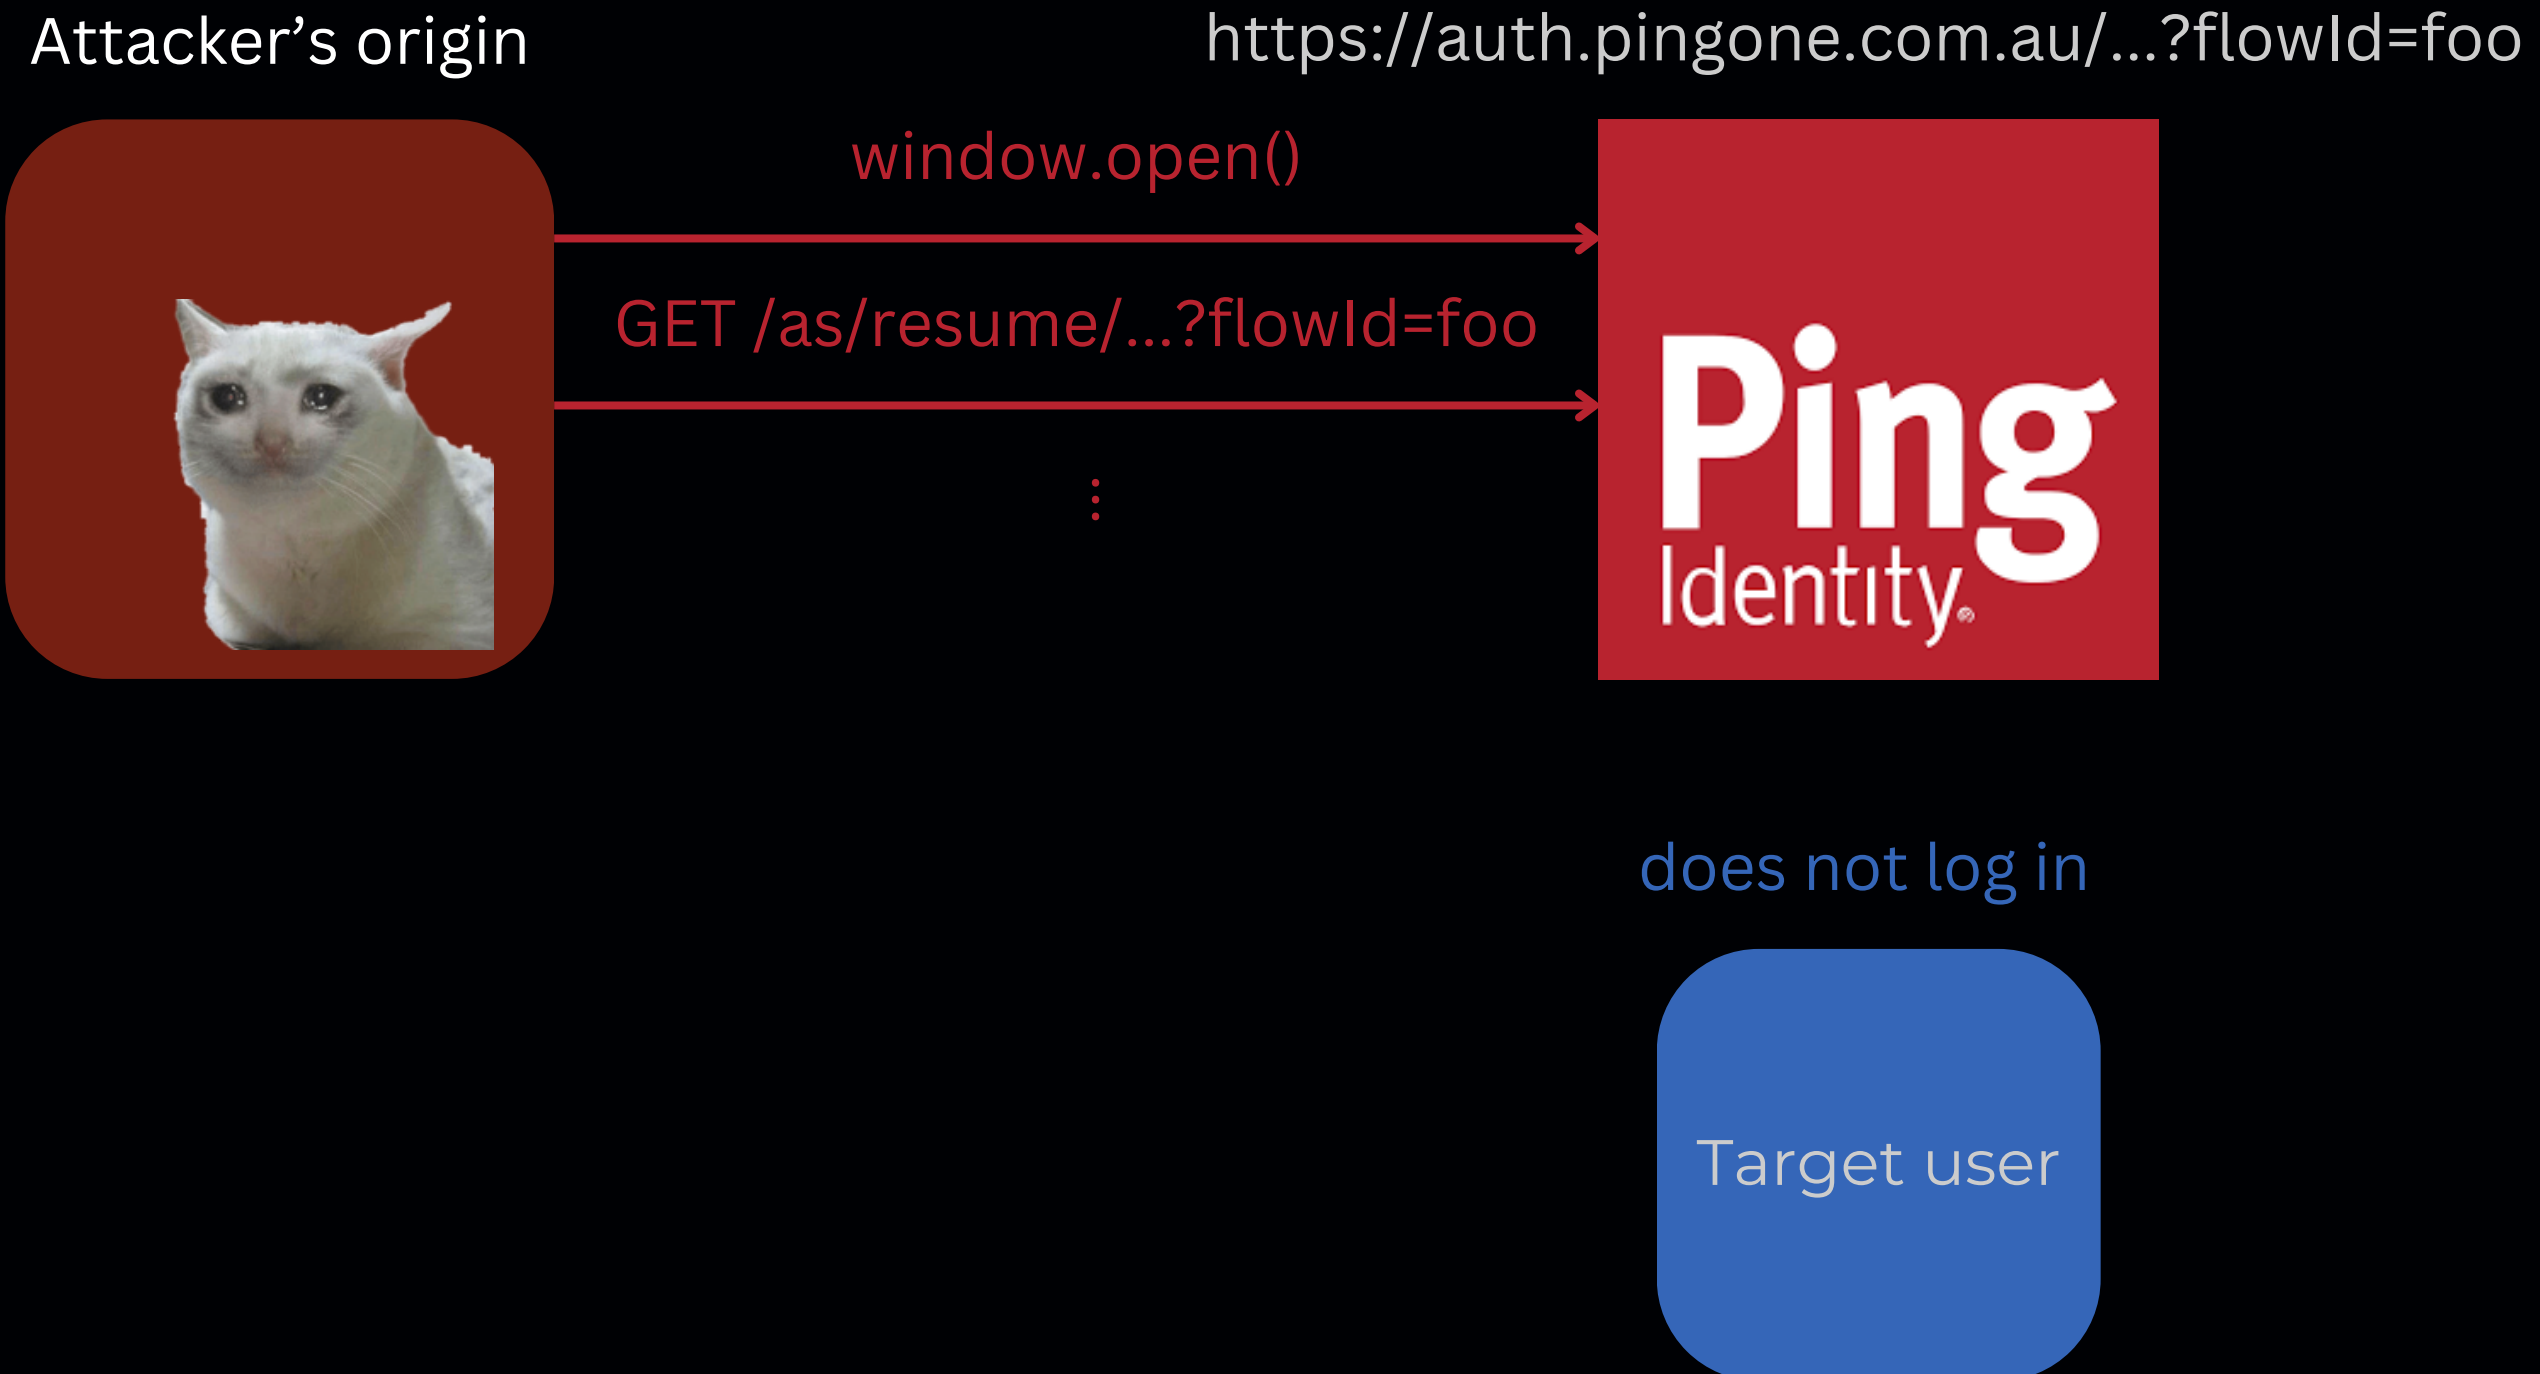 Attacker’s origin
https://auth.pingone.com.au/...?flowId=foo
window.open()
GET /as/resume/...?flowId=foo
Ping
Identity®
does not log in
Target user